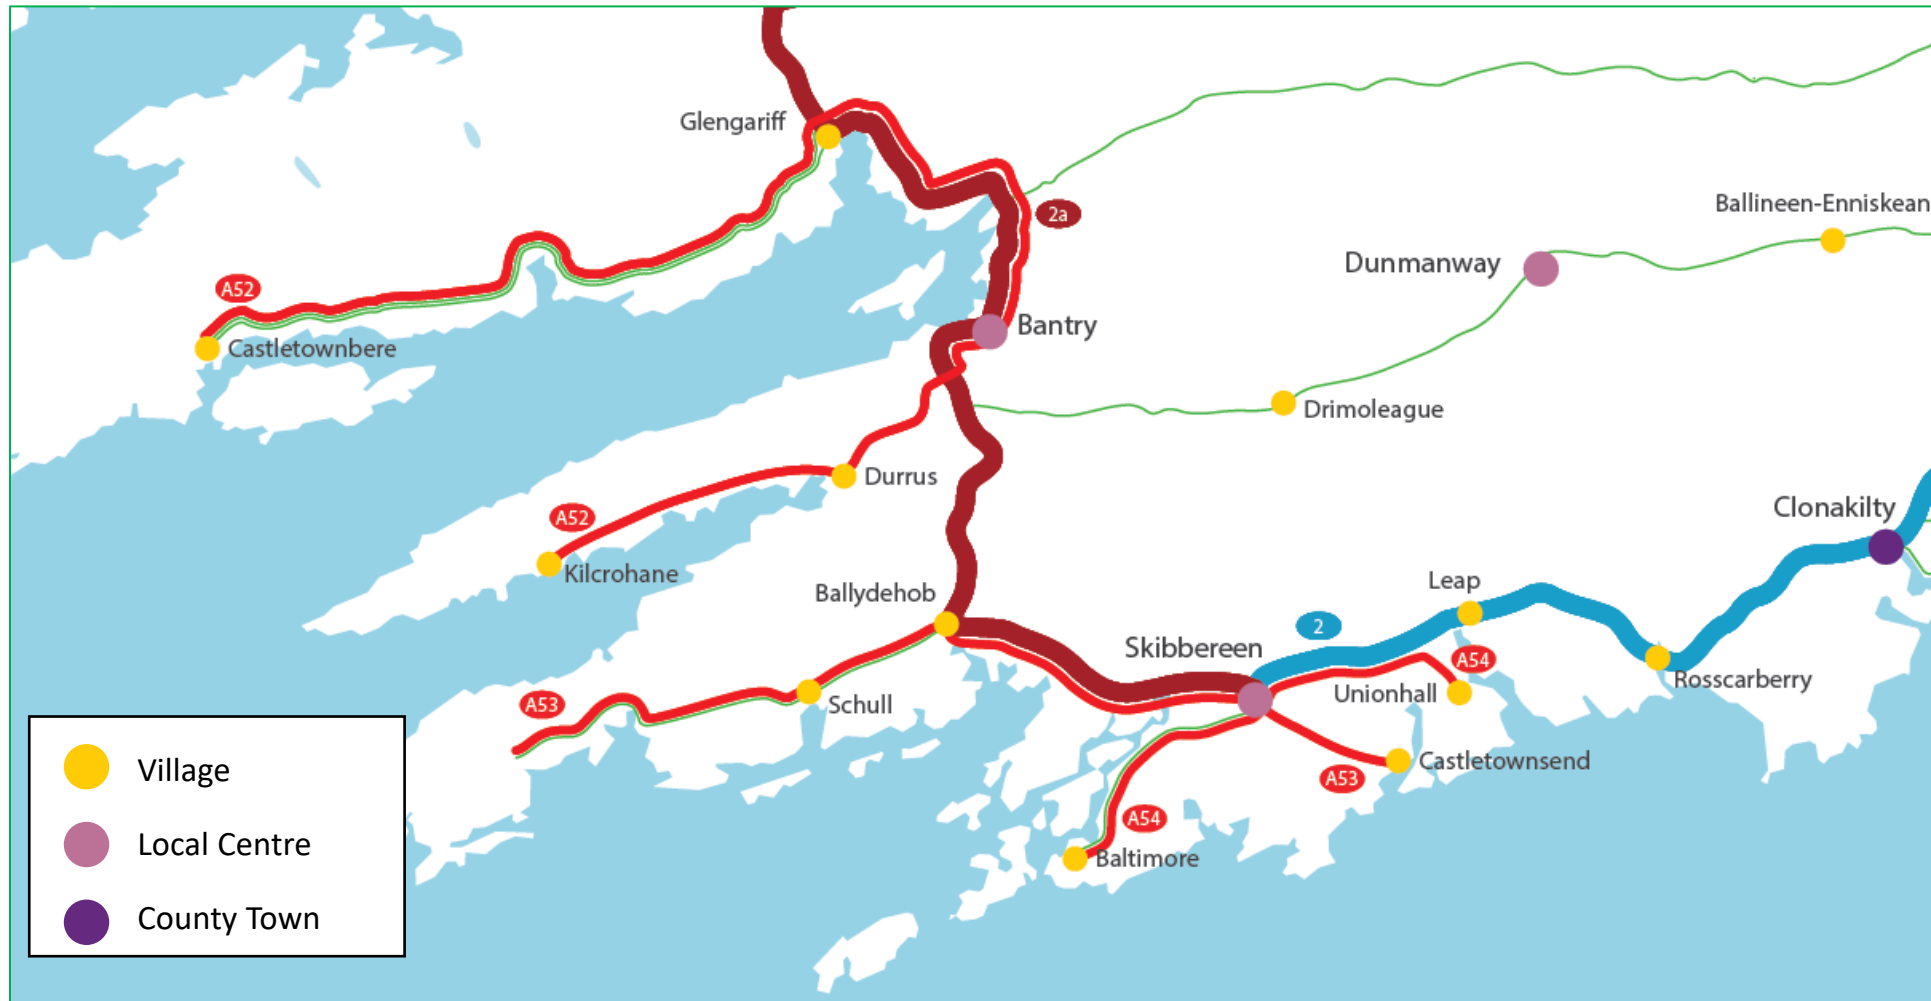 Glengariff
2a
Ballineen-Enniskean
Dunmanway
A52
Bantry
Castletownbere
Drimoleague
Durrus
A52
Clonakilty
Kilcrohane
Leap
Ballydehob
2
Skibbereen
A54
Rosscarberry
Unionhall
A53
Schull
Castletownsend
A53
A54
Baltimore
Village
Local Centre
County Town